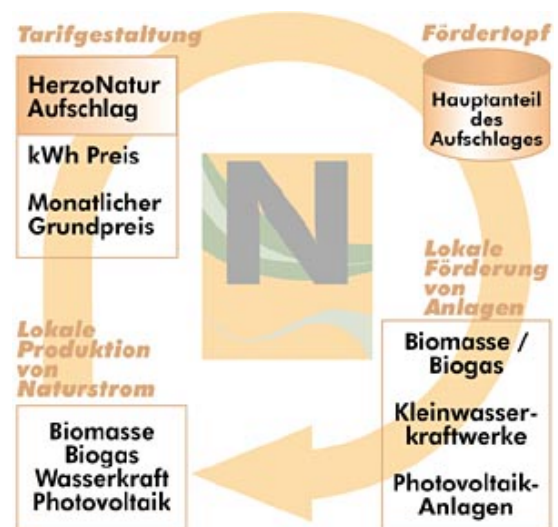 Tarifgestaltung
HerzoNatur
Aufschlag
kWh Preis
Monatlicher
Grundpreis
Fördertopf
Hauptanteil
des
Aufschlages
N
Lokale
Förderung
von
Anlagen
Biomasse /
Biogas
Kleinwasser-
kraftwerke
Photovoltaik-
Anlagen
Lokale
Produktion
von
Naturstrom
Biomasse
Biogas
Wasserkraft
Photovoltaik